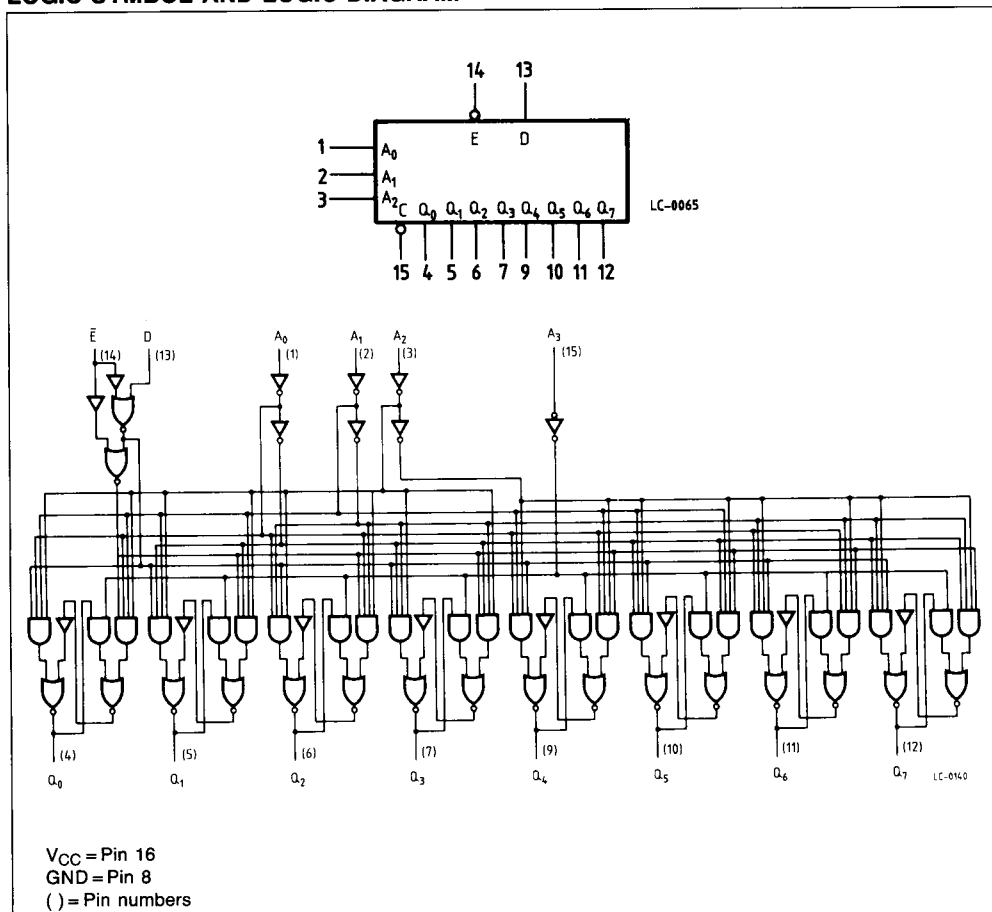 LOGIC SYMBOL AND LOGIC DIAGRAM
14 13
E D
1 A₀
2 A₁
3 A₂
C Q₀ Q₁ Q₂ Q₃ Q₄ Q₅ Q₆ Q₇ LC-0065
15 4 5 6 7 9 10 11 12
E̅ D A₀ A₁ A₂ A₃
(14) (13) (1) (2) (3) (15)
(4) (5) (6) (7) (9) (10) (11) (12)
Q₀ Q₁ Q₂ Q₃ Q₄ Q₅ Q₆ Q₇ LC-0140
V_CC = Pin 16
GND = Pin 8
( ) = Pin numbers